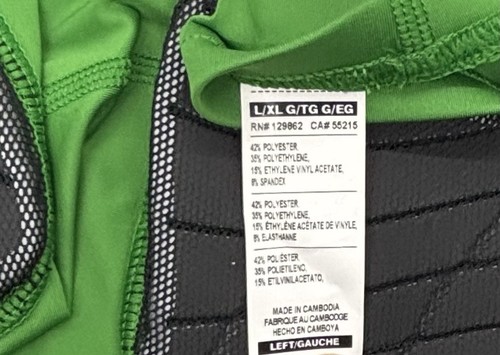 L/XL G/TG G/EG
RN# 129862 CA# 55215
42% POLYESTER
35% POLYETHYLENE,
15% ETHYLENE VINYL ACETATE,
8% SPANDEX
42% POLYESTER,
35% POLYETHYLENE,
15% ÉTHYLÈNE ACÉTATE DE VINYLE,
8% ÉLASTHANNE
42% POLIÉSTER,
35% POLIETILENO,
15% ETILVINILACETATO,
MADE IN CAMBODIA
FABRIQUE AU CAMBODGE
HECHO EN CAMBOYA
LEFT/GAUCHE